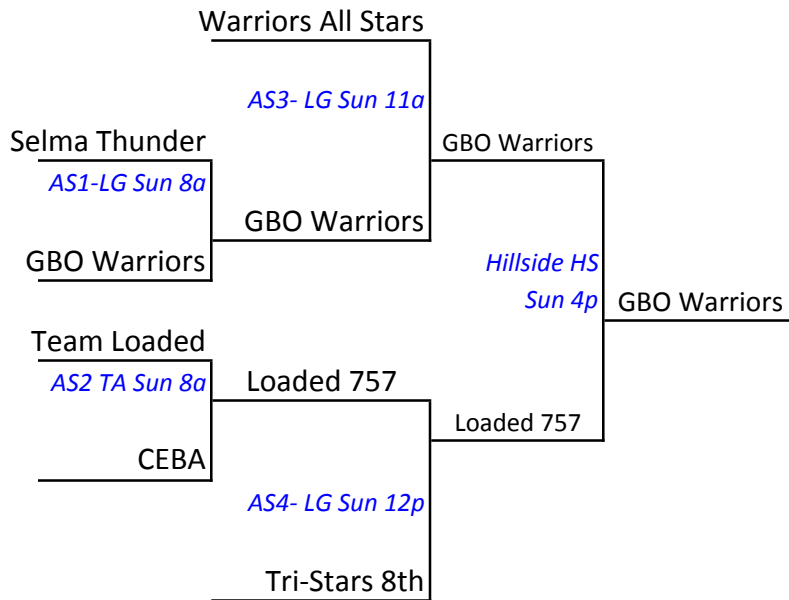 Warriors All Stars
AS3- LG Sun 11a
Selma Thunder
GBO Warriors
AS1-LG Sun 8a
GBO Warriors
GBO Warriors
Hillside HS
Sun 4p
GBO Warriors
Team Loaded
AS2 TA Sun 8a
Loaded 757
Loaded 757
CEBA
AS4- LG Sun 12p
Tri-Stars 8th